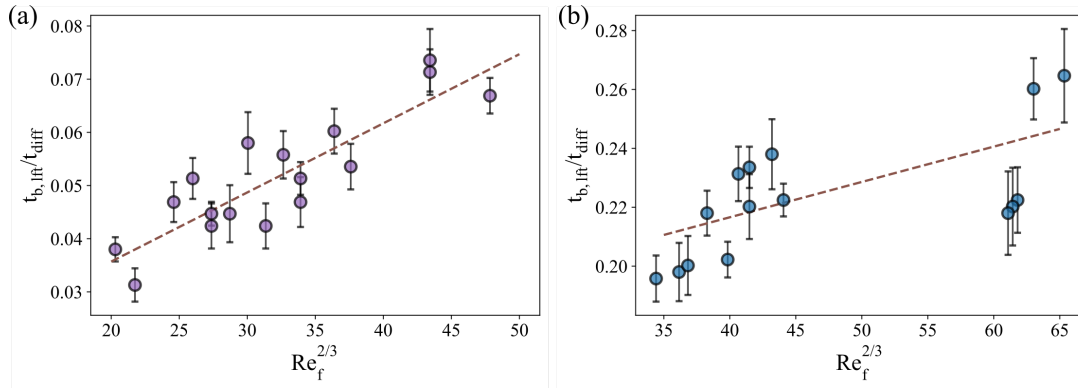 (a)
0.08
0.07
0.06
0.05
0.04
0.03
t_b,lft/t_diff
20 25 30 35 40 45 50
Re_f^2/3
(b)
0.28
0.26
0.24
0.22
0.20
t_b,lft/t_diff
35 40 45 50 55 60 65
Re_f^2/3